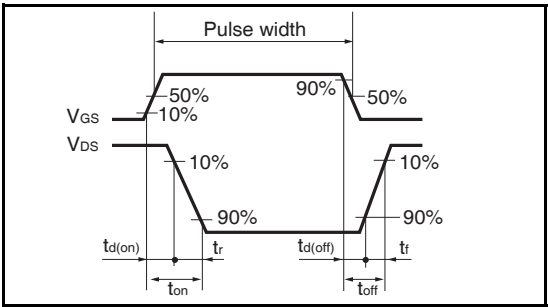 Pulse width
90%
50%
50%
10%
VGS
VDS
10%
10%
90%
90%
td(on)
tr
td(off)
tf
ton
toff